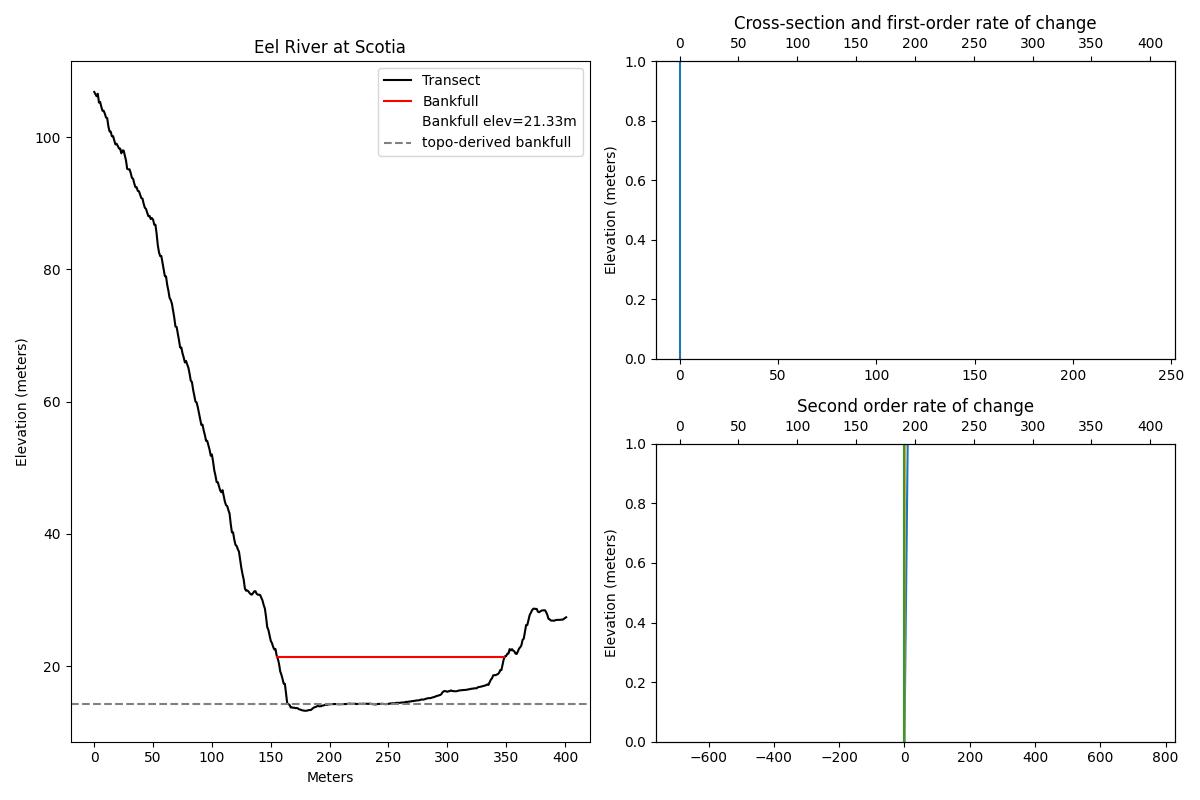 Eel River at Scotia
Transect
Bankfull
Bankfull elev=21.33m
topo-derived bankfull
100
80
60
40
20
Elevation (meters)
0 50 100 150 200 250 300 350 400
Meters
Cross-section and first-order rate of change
0 50 100 150 200 250 300 350 400
1.0
0.8
0.6
0.4
0.2
0.0
Elevation (meters)
0 50 100 150 200 250
Second order rate of change
0 50 100 150 200 250 300 350 400
1.0
0.8
0.6
0.4
0.2
0.0
Elevation (meters)
−600 −400 −200 0 200 400 600 800